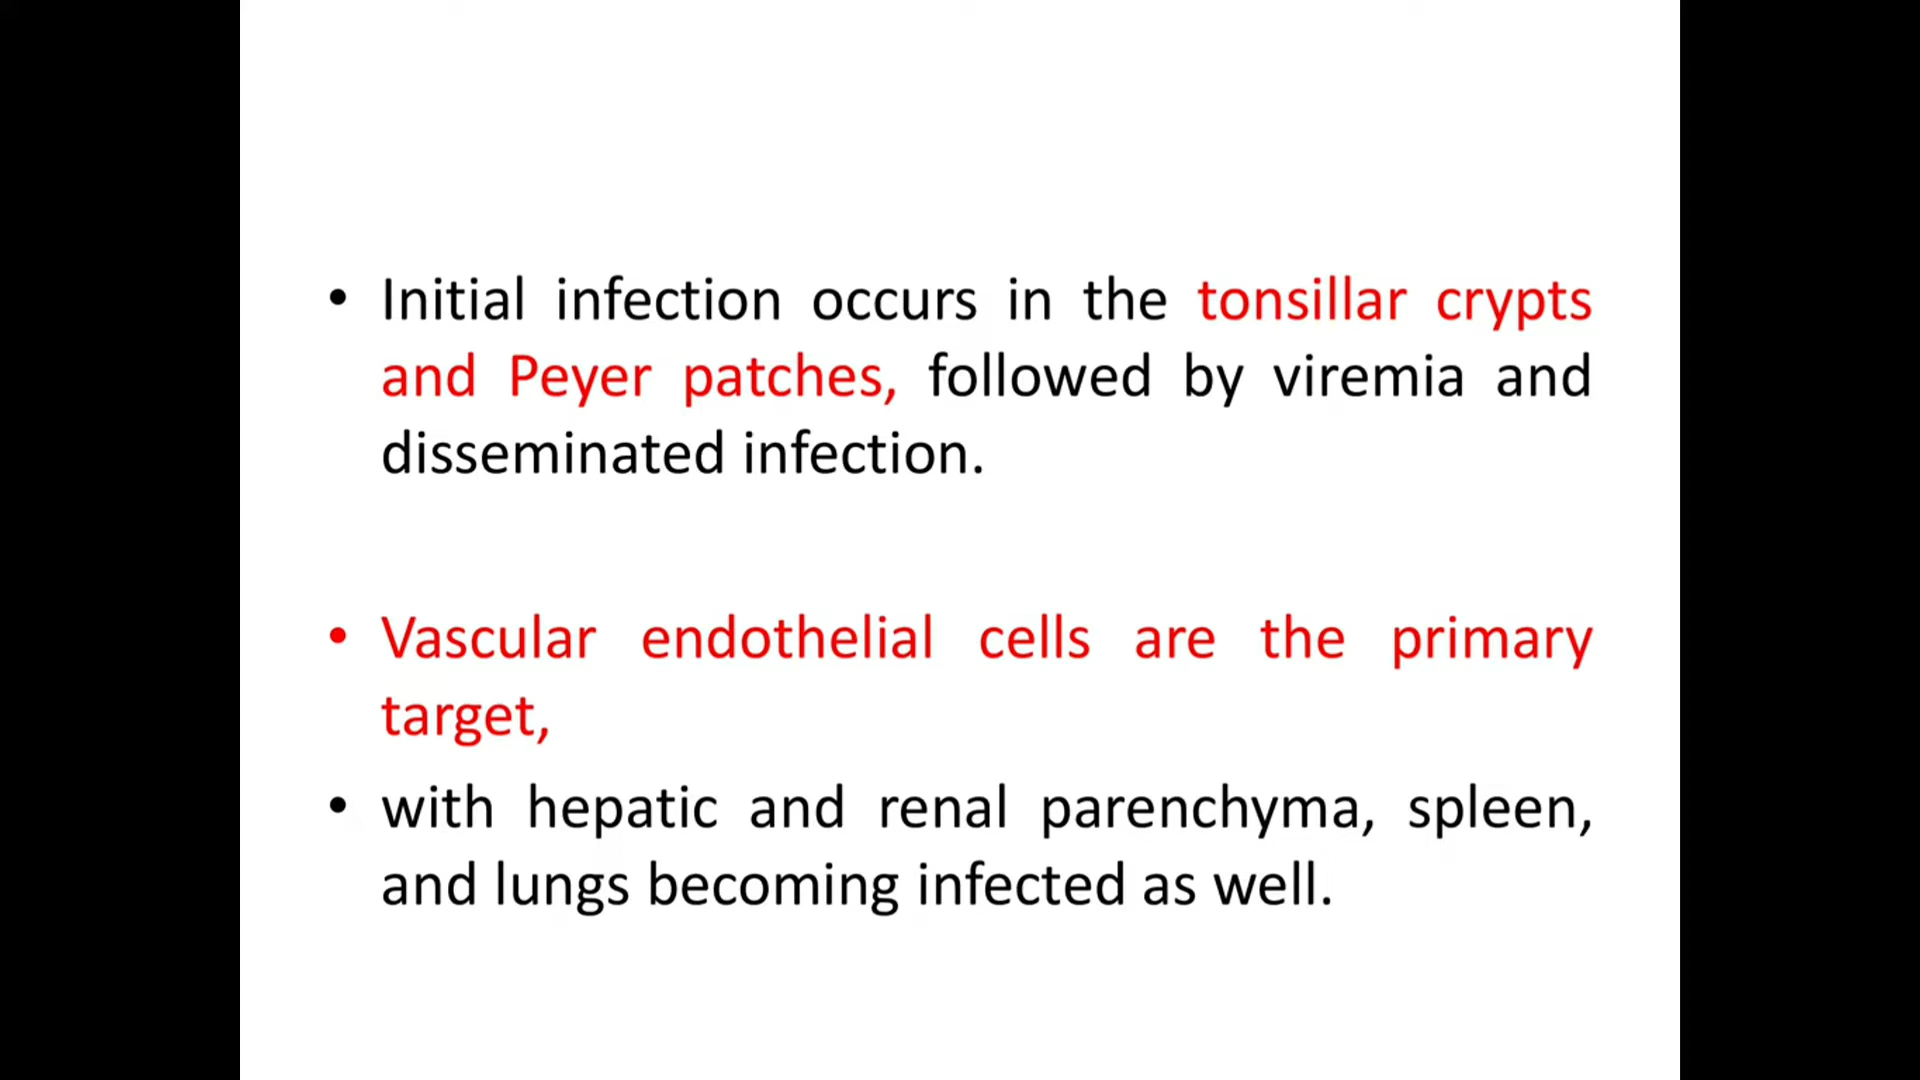 • Initial infection occurs in the tonsillar crypts
and Peyer patches, followed by viremia and
disseminated infection.
• Vascular endothelial cells are the primary
target,
• with hepatic and renal parenchyma, spleen,
and lungs becoming infected as well.